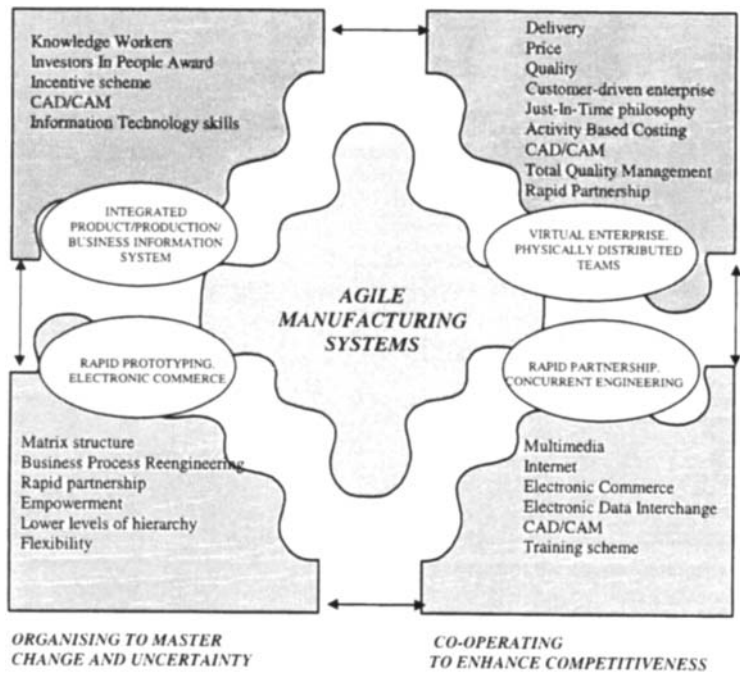 Knowledge Workers
Investors In People Award
Incentive scheme
CAD/CAM
Information Technology skills
Delivery
Price
Quality
Customer-driven enterprise
Just-In-Time philosophy
Activity Based Costing
CAD/CAM
Total Quality Management
Rapid Partnership
INTEGRATED
PRODUCT/PRODUCTION/
BUSINESS INFORMATION
SYSTEM
VIRTUAL ENTERPRISE.
PHYSICALLY DISTRIBUTED
TEAMS
AGILE
MANUFACTURING
SYSTEMS
RAPID PROTOTYPING.
ELECTRONIC COMMERCE
RAPID PARTNERSHIP.
CONCURRENT ENGINEERING
Matrix structure
Business Process Reengineering
Rapid partnership
Empowerment
Lower levels of hierarchy
Flexibility
Multimedia
Internet
Electronic Commerce
Electronic Data Interchange
CAD/CAM
Training scheme
ORGANISING TO MASTER
CHANGE AND UNCERTAINTY
CO-OPERATING
TO ENHANCE COMPETITIVENESS